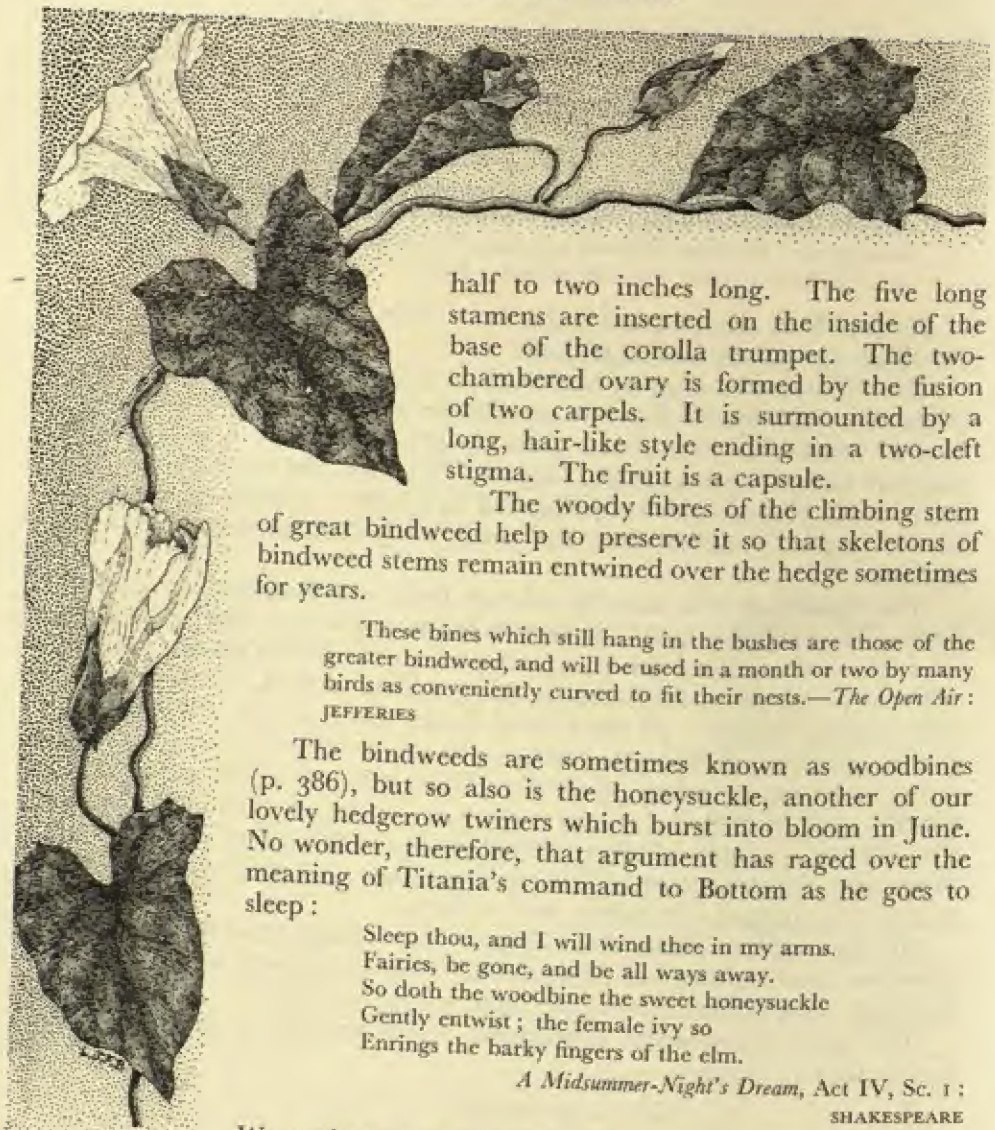 half to two inches long. The five long
stamens are inserted on the inside of the
base of the corolla trumpet. The two-
chambered ovary is formed by the fusion
of two carpels. It is surmounted by a
long, hair-like style ending in a two-cleft
stigma. The fruit is a capsule.
The woody fibres of the climbing stem
of great bindweed help to preserve it so that skeletons of
bindweed stems remain entwined over the hedge sometimes
for years.
These bines which still hang in the bushes are those of the
greater bindweed, and will be used in a month or two by many
birds as conveniently curved to fit their nests.—The Open Air:
JEFFERIES
The bindweeds are sometimes known as woodbines
(p. 386), but so also is the honeysuckle, another of our
lovely hedgerow twiners which burst into bloom in June.
No wonder, therefore, that argument has raged over the
meaning of Titania's command to Bottom as he goes to
sleep:
Sleep thou, and I will wind thee in my arms.
Fairies, be gone, and be all ways away.
So doth the woodbine the sweet honeysuckle
Gently entwist; the female ivy so
Enrings the barky fingers of the elm.
A Midsummer-Night's Dream, Act IV, Sc. 1:
SHAKESPEARE